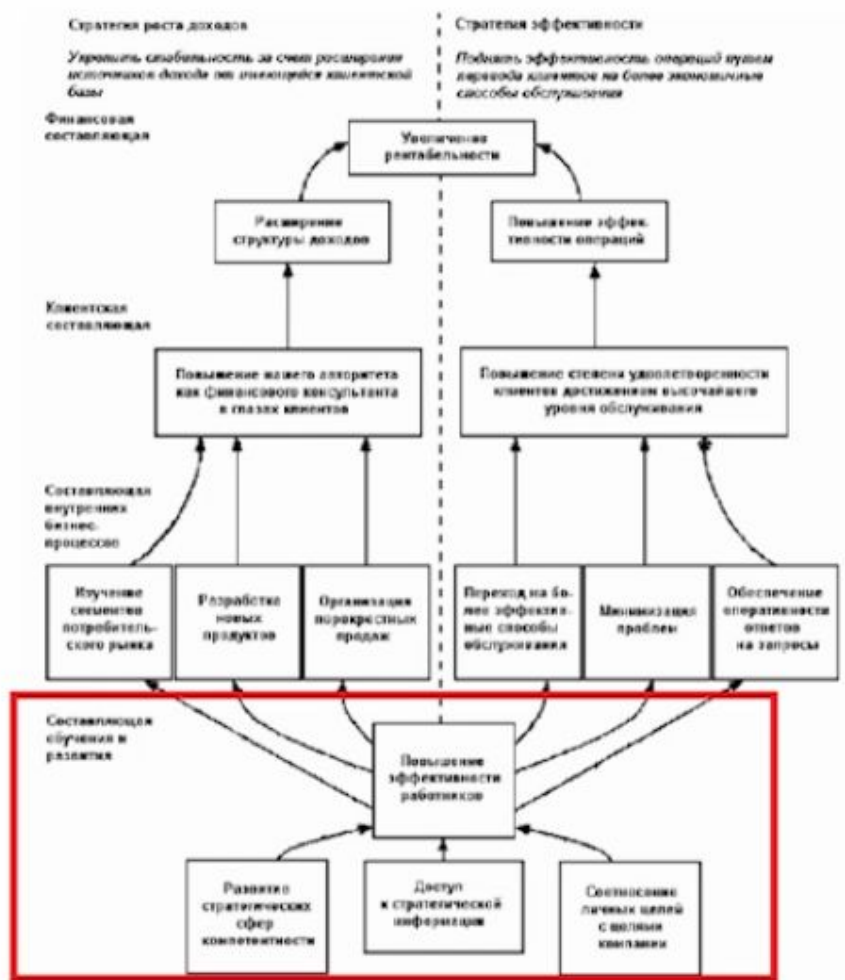 Стратегия роста доходов
Укрепить стабильность за счет расширения
источников дохода от имеющейся клиентской
базы
Стратегия эффективности
Поднять эффективность операций путем
перевода клиентов на более экономичные
способы обслуживания
Финансовая
составляющая
Увеличение
рентабельности
Расширение
структуры доходов
Повышение эффек-
тивности операций
Клиентская
составляющая
Повышение нашего авторитета
как финансового консультанта
в глазах клиентов
Повышение степени удовлетворенности
клиентов достижением высочайшего
уровня обслуживания
Составляющая
внутренних
бизнес-
процессов
Изучение
сегментов
потребитель-
ского рынка
Разработка
новых
продуктов
Организация
перекрестных
продаж
Переход на бо-
лее эффектив-
ные способы
обслуживания
Минимизация
проблем
Обеспечение
оперативности
ответов
на запросы
Составляющая
обучения и
развития
Повышение
эффективности
работников
Развитие
стратегических
сфер
компетентности
Доступ
к стратегической
информации
Соотнесение
личных целей
с целями
компании